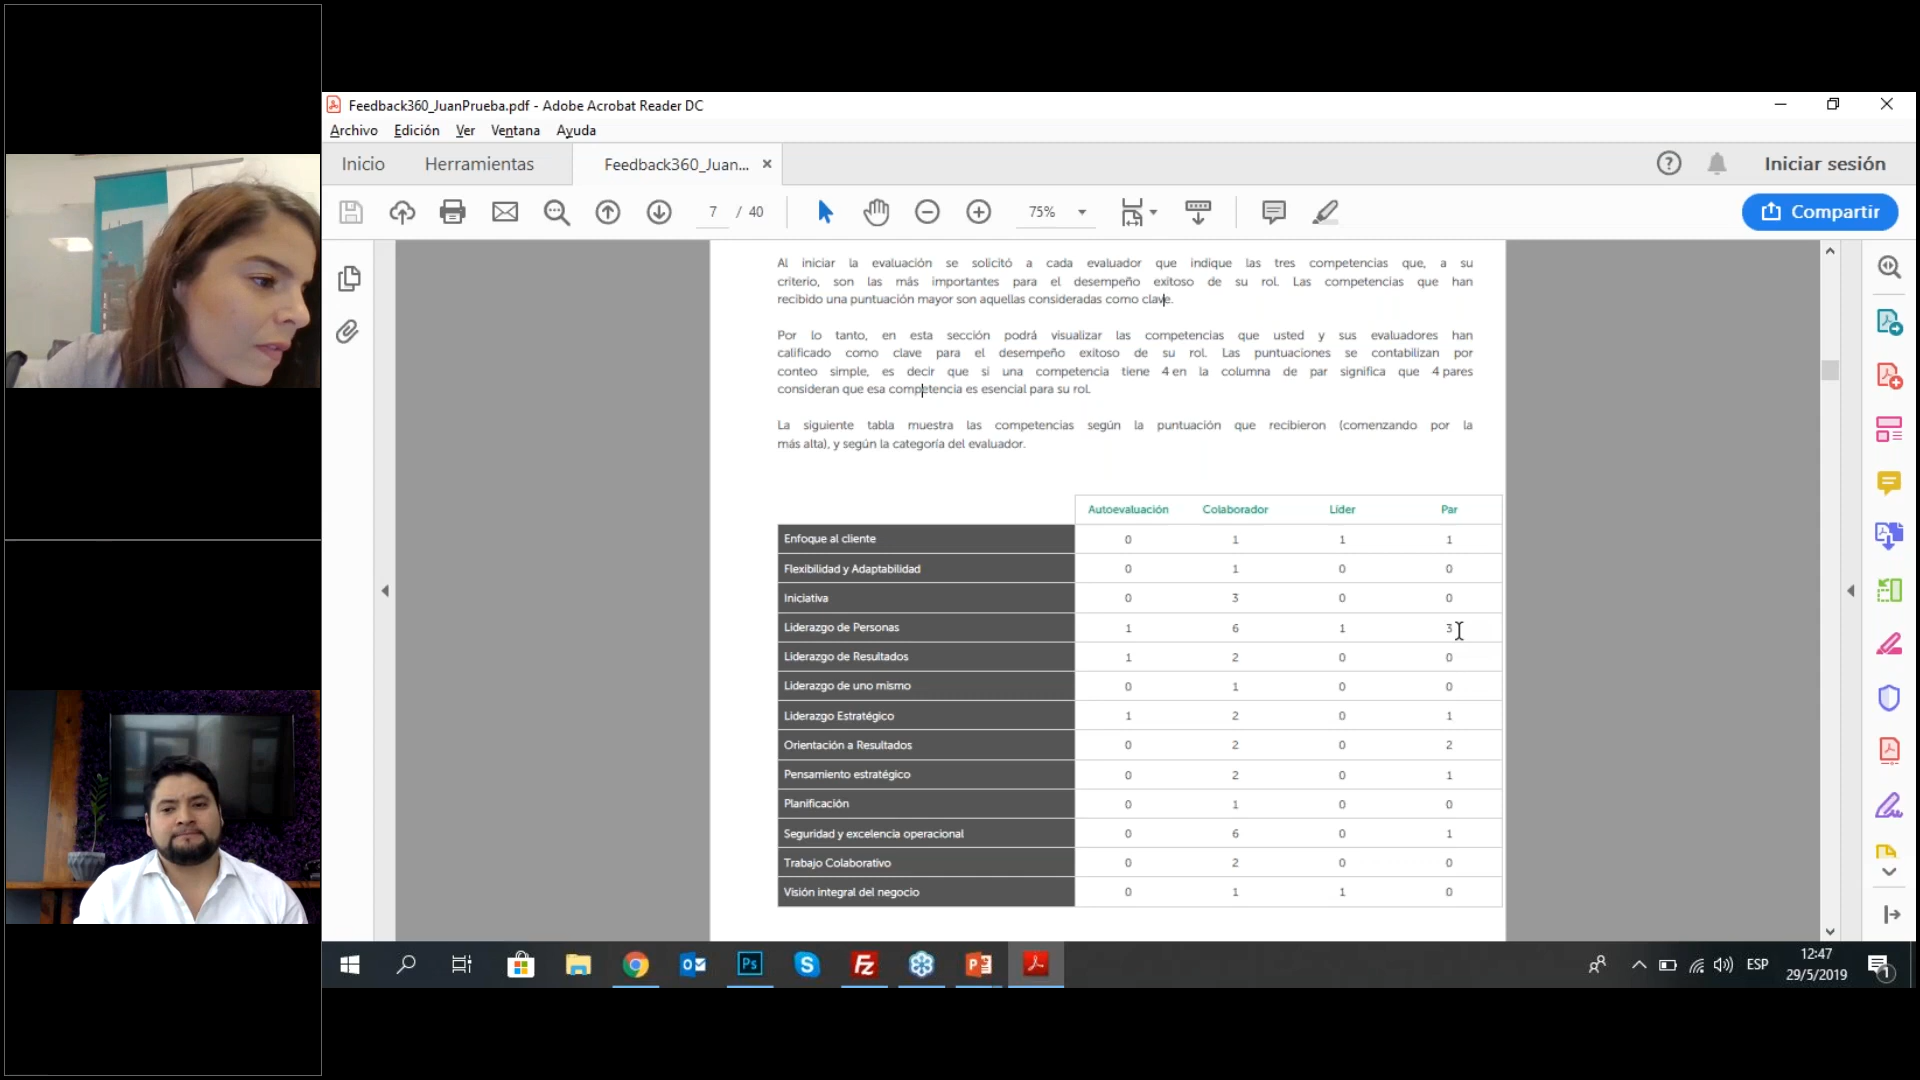 Feedback360_JuanPrueba.pdf - Adobe Acrobat Reader DC
Archivo Edición Ver Ventana Ayuda
Inicio Herramientas Feedback360_Juan... × Iniciar sesión
7 / 40 75% Compartir
Al iniciar la evaluación se solicitó a cada evaluador que indique las tres competencias que, a su
criterio, son las más importantes para el desempeño exitoso de su rol. Las competencias que han
recibido una puntuación mayor son aquellas consideradas como clave.
Por lo tanto, en esta sección podrá visualizar las competencias que usted y sus evaluadores han
calificado como clave para el desempeño exitoso de su rol. Las puntuaciones se contabilizan por
conteo simple, es decir que si una competencia tiene 4 en la columna de par significa que 4 pares
consideran que esa competencia es esencial para su rol.
La siguiente tabla muestra las competencias según la puntuación que recibieron (comenzando por la
más alta), y según la categoría del evaluador.
Autoevaluación Colaborador Líder Par
Enfoque al cliente 0 1 1 1
Flexibilidad y Adaptabilidad 0 1 0 0
Iniciativa 0 3 0 0
Liderazgo de Personas 1 6 1 3
Liderazgo de Resultados 1 2 0 0
Liderazgo de uno mismo 0 1 0 0
Liderazgo Estratégico 1 2 0 1
Orientación a Resultados 0 2 0 2
Pensamiento estratégico 0 2 0 1
Planificación 0 1 0 0
Seguridad y excelencia operacional 0 6 0 1
Trabajo Colaborativo 0 2 0 0
Visión integral del negocio 0 1 1 0
ESP 12:47
29/5/2019 1